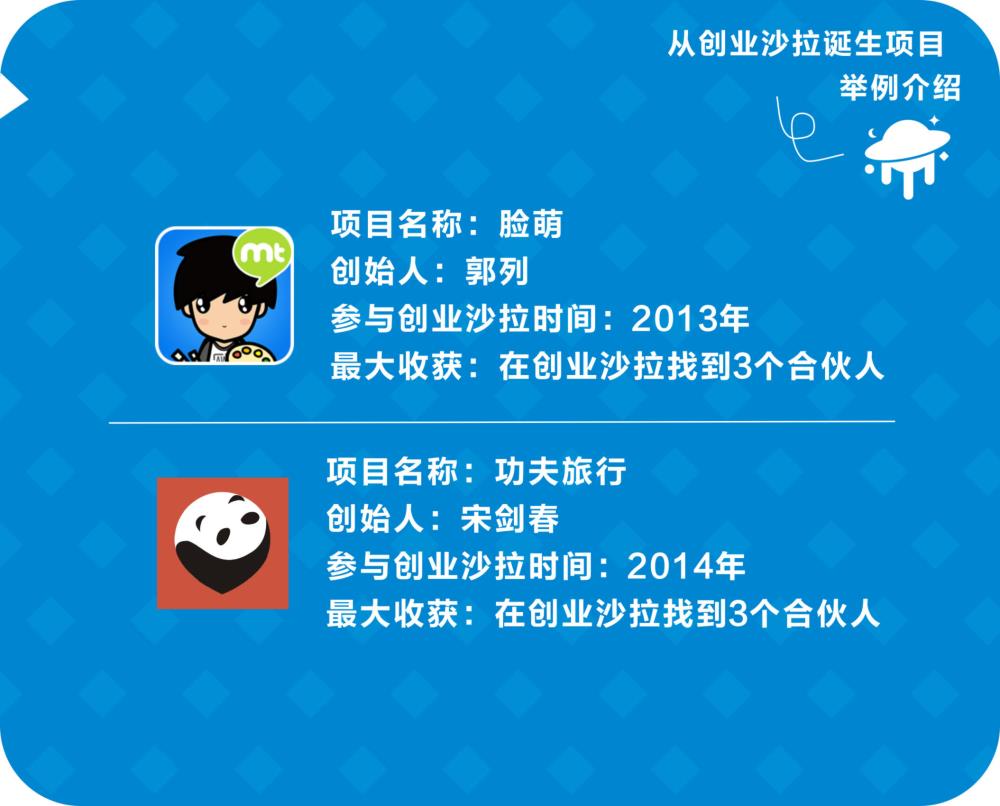 从创业沙拉诞生项目
举例介绍
mt
项目名称：脸萌
创始人：郭列
参与创业沙拉时间：2013年
最大收获：在创业沙拉找到3个合伙人
项目名称：功夫旅行
创始人：宋剑春
参与创业沙拉时间：2014年
最大收获：在创业沙拉找到3个合伙人